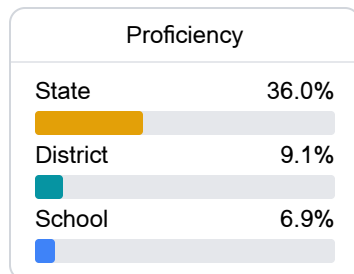 Proficiency
State 36.0%
District 9.1%
School 6.9%